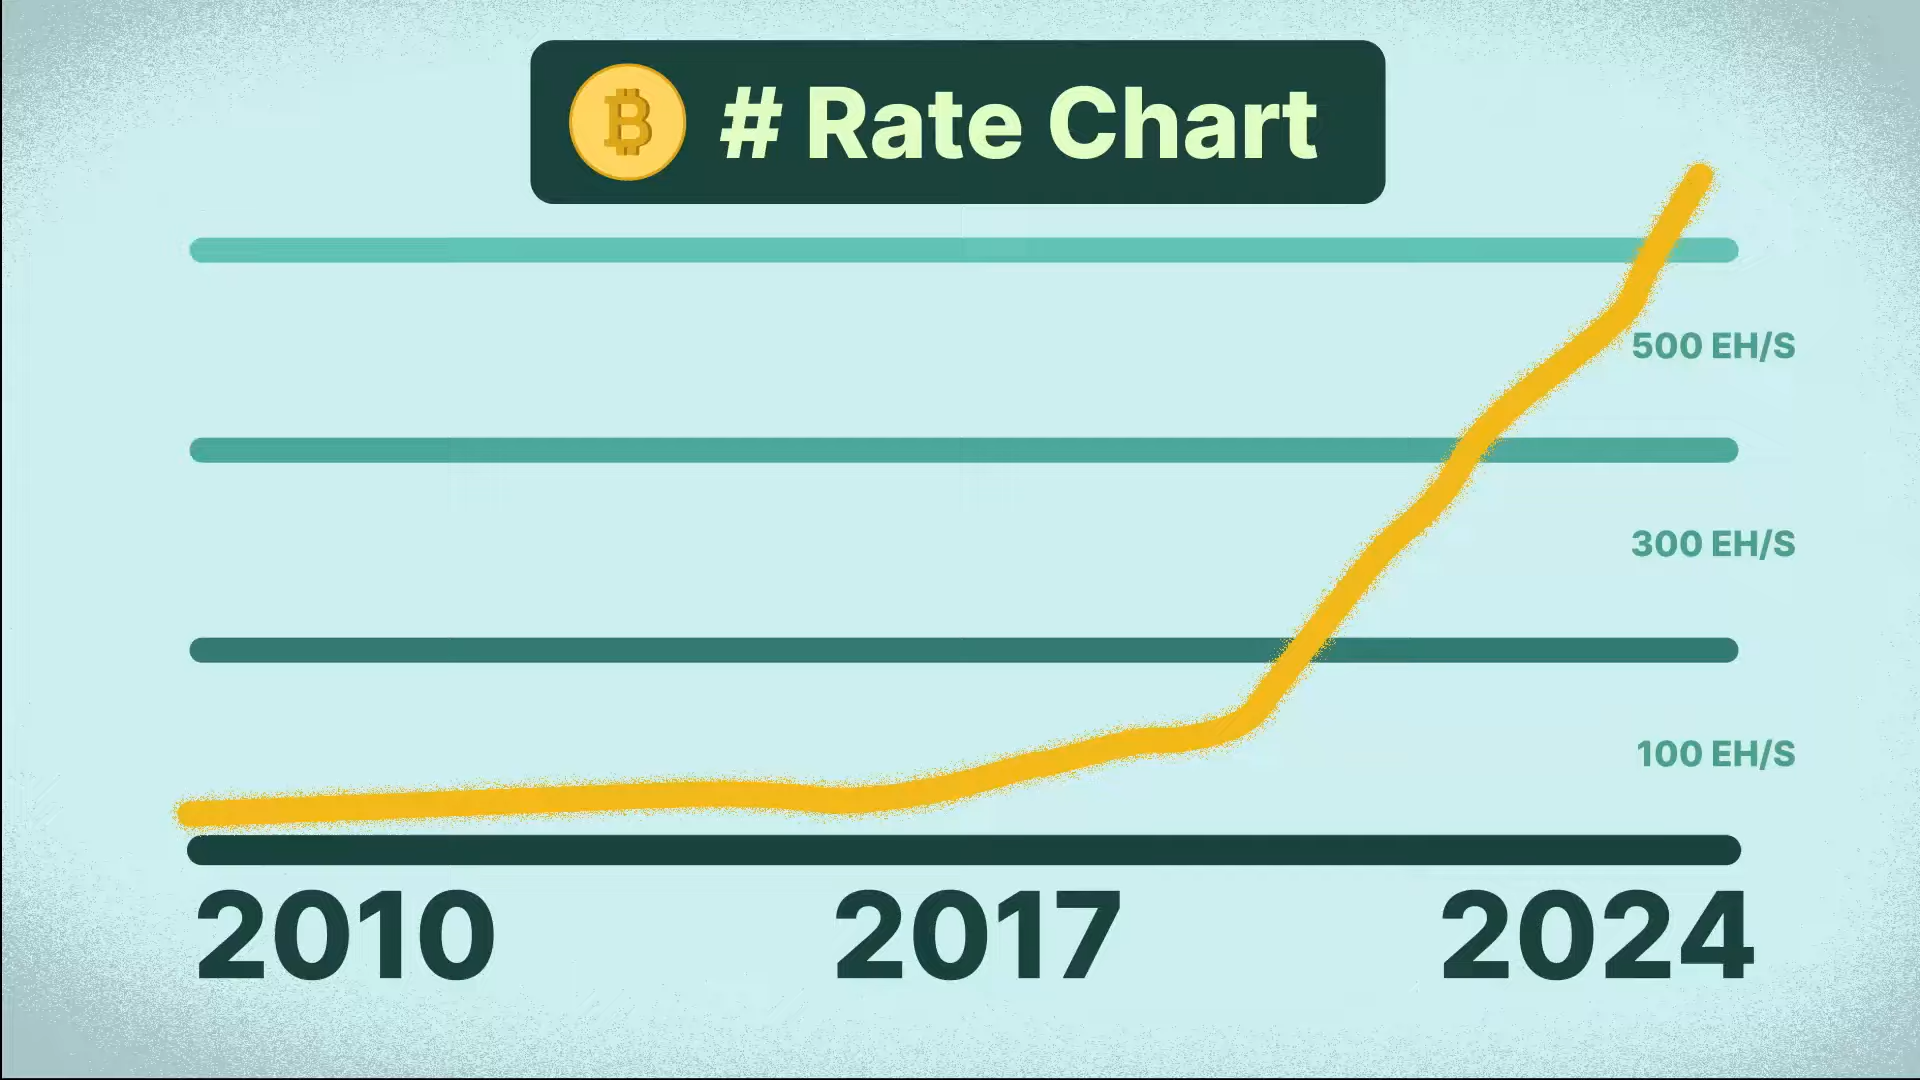 ₿ # Rate Chart
500 EH/S
300 EH/S
100 EH/S
2010 2017 2024